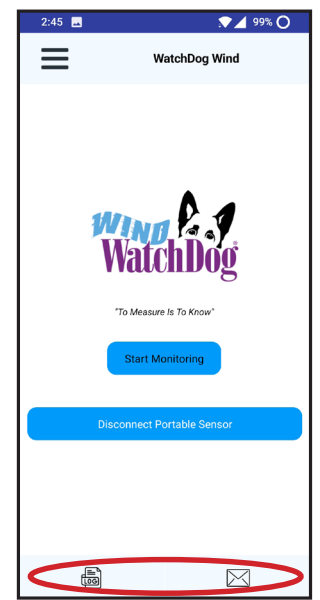 2:45 99%
WatchDog Wind
WIND
WatchDog
"To Measure Is To Know"
Start Monitoring
Disconnect Portable Sensor
LOG